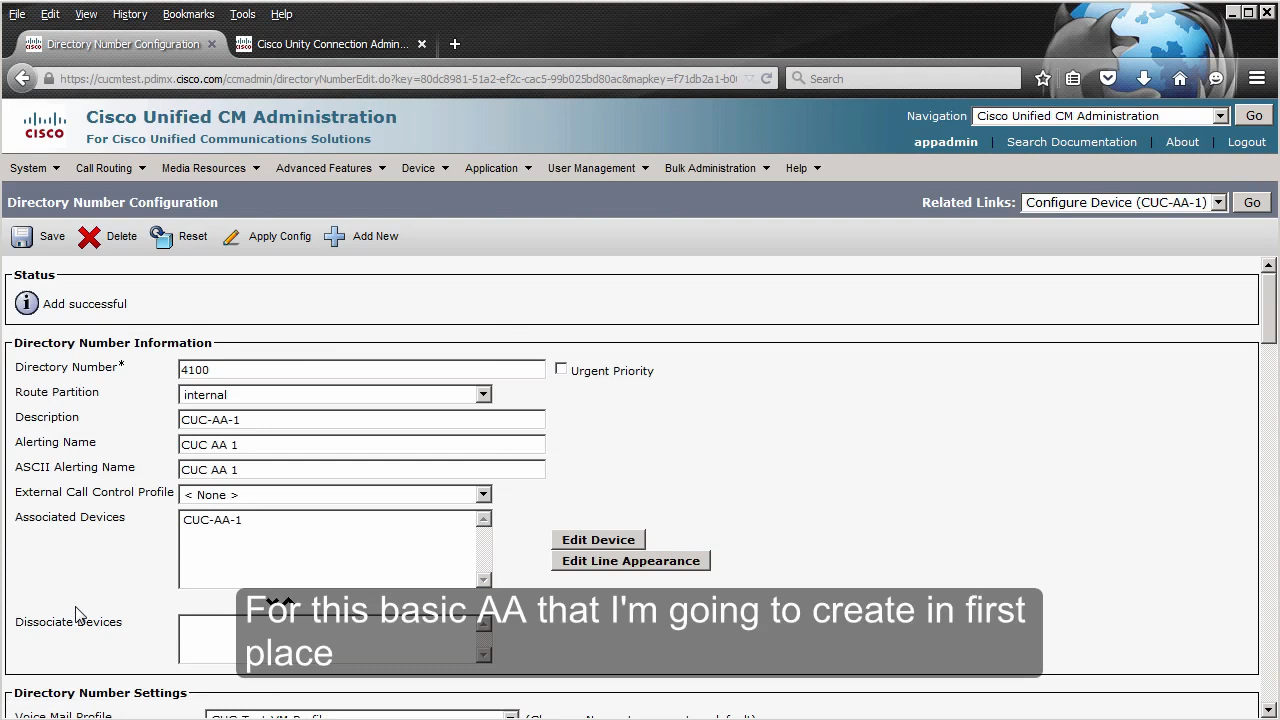 File Edit View History Bookmarks Tools Help
Directory Number Configuration × Cisco Unity Connection Admin... × +
https://cucmtest.pdimx.cisco.com/ccmadmin/directoryNumberEdit.do?key=80dc8981-51a2-ef2c-cac5-99b025bd80ac&mapkey=f71db2a1-b0 Search
CISCO Cisco Unified CM Administration
For Cisco Unified Communications Solutions
Navigation Cisco Unified CM Administration Go
appadmin | Search Documentation | About | Logout
System Call Routing Media Resources Advanced Features Device Application User Management Bulk Administration Help
Directory Number Configuration Related Links: Configure Device (CUC-AA-1) Go
Save Delete Reset Apply Config Add New
Status
Add successful
Directory Number Information
Directory Number* 4100 Urgent Priority
Route Partition internal
Description CUC-AA-1
Alerting Name CUC AA 1
ASCII Alerting Name CUC AA 1
External Call Control Profile < None >
Associated Devices CUC-AA-1
Edit Device
Edit Line Appearance
Dissociate Devices
For this basic AA that I'm going to create in first
place
Directory Number Settings
Voice Mail Profile